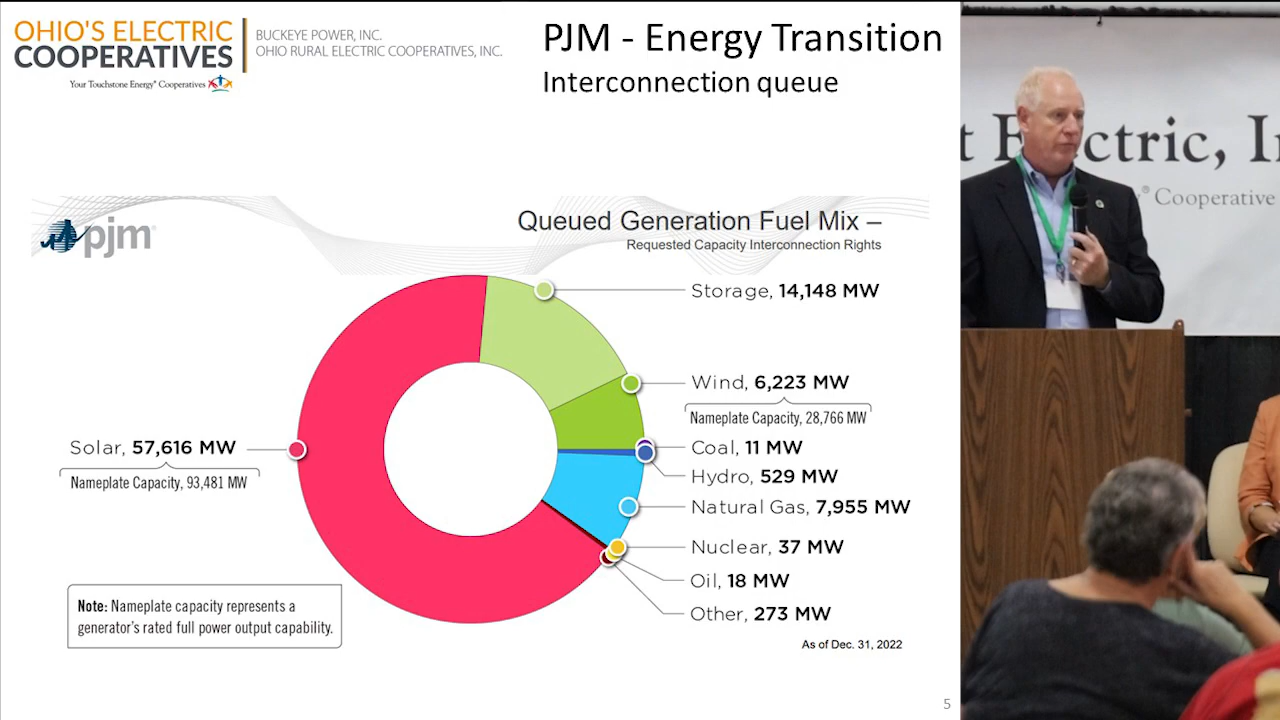 OHIO'S ELECTRIC
COOPERATIVES
BUCKEYE POWER, INC.
OHIO RURAL ELECTRIC COOPERATIVES, INC.
Your Touchstone Energy® Cooperatives
PJM - Energy Transition
Interconnection queue
pjm®
Queued Generation Fuel Mix –
Requested Capacity Interconnection Rights
Storage, 14,148 MW
Wind, 6,223 MW
Nameplate Capacity, 28,766 MW
Solar, 57,616 MW
Nameplate Capacity, 93,481 MW
Coal, 11 MW
Hydro, 529 MW
Natural Gas, 7,955 MW
Nuclear, 37 MW
Oil, 18 MW
Other, 273 MW
Note: Nameplate capacity represents a
generator's rated full power output capability.
As of Dec. 31, 2022
5
t Electric, I
® Cooperative